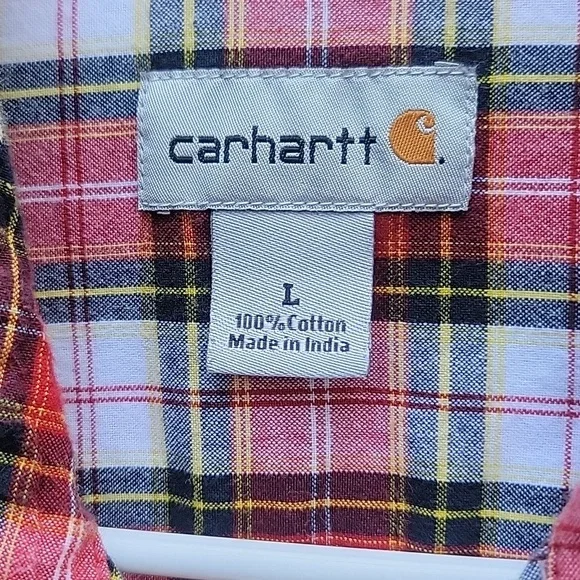 carhartt
L
100% Cotton
Made in India